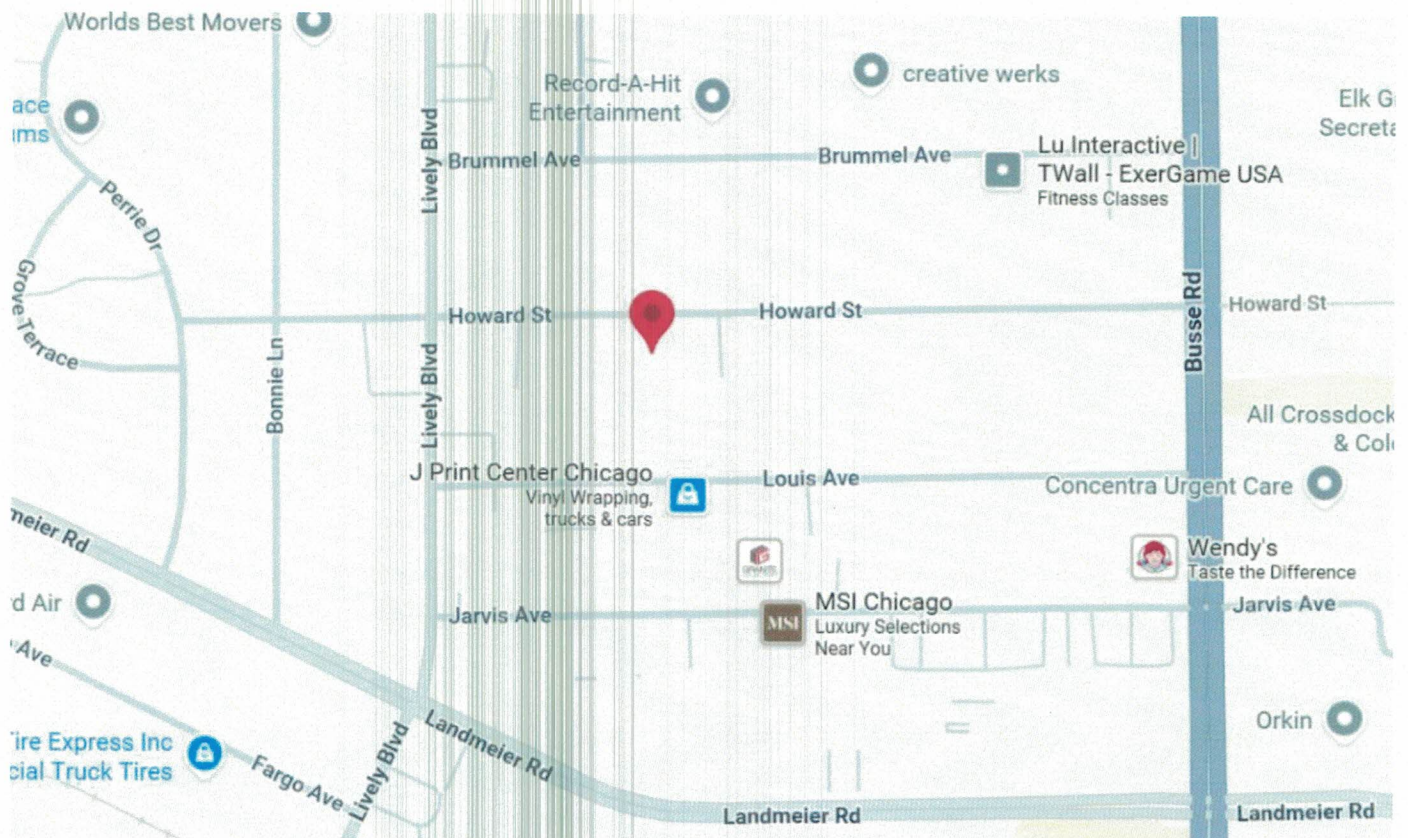 Worlds Best Movers
Record-A-Hit
Entertainment
creative werks
ace
ms
Elk G
Secreta
Lively Blvd
Brummel Ave
Brummel Ave
Lu Interactive |
TWall - ExerGame USA
Fitness Classes
Perrie Dr
Grove Terrace
Howard St
Howard St
Howard St
Busse Rd
Bonnie Ln
Lively Blvd
All Crossdock
& Col
J Print Center Chicago
Vinyl Wrapping,
trucks & cars
Louis Ave
Concentra Urgent Care
meier Rd
GRANITE
Wendy's
Taste the Difference
d Air
Jarvis Ave
MSI
MSI Chicago
Luxury Selections
Near You
Jarvis Ave
Ave
Orkin
ire Express Inc
cial Truck Tires
Fargo Ave
Lively Blvd
Landmeier Rd
Landmeier Rd
Landmeier Rd